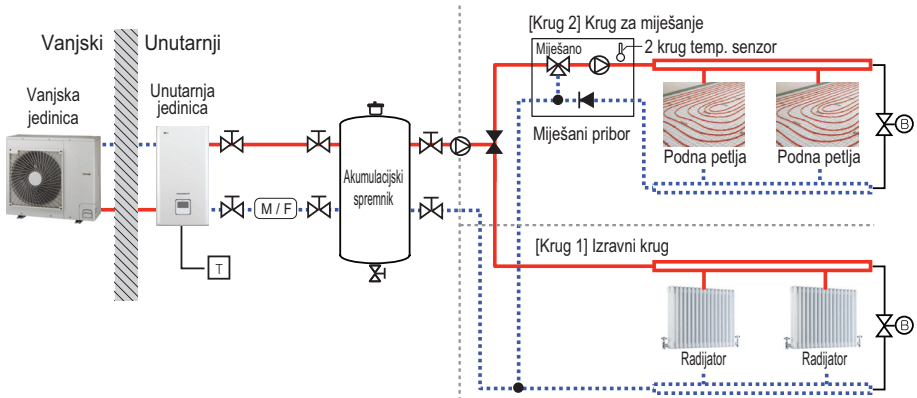 Vanjski
Unutarnji
Vanjska
jedinica
Unutarnja
jedinica
T
M / F
Akumulacijski
spremnik
[Krug 2] Krug za miješanje
Miješano
2 krug temp. senzor
Miješani pribor
Podna petlja
Podna petlja
B
[Krug 1] Izravni krug
Radijator
Radijator
B